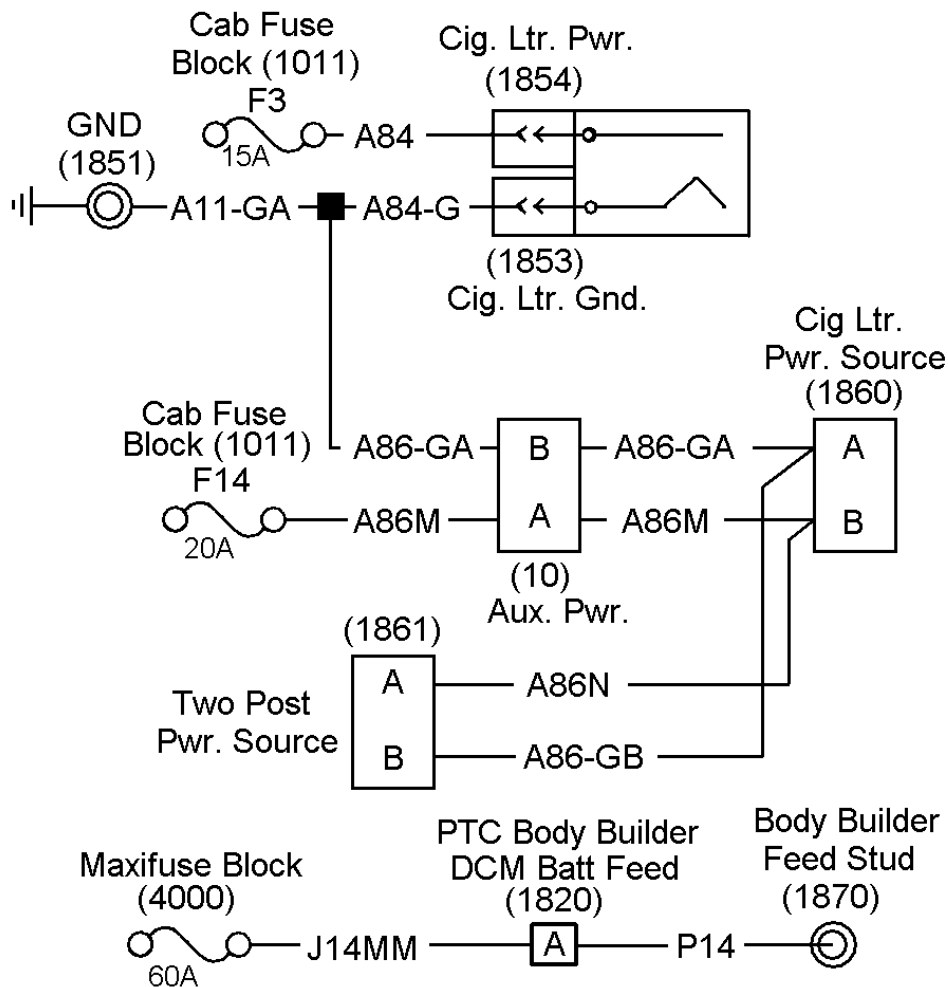 Cab Fuse
Block (1011)
F3
15A
A84
Cig. Ltr. Pwr.
(1854)
GND
(1851)
A11-GA
A84-G
(1853)
Cig. Ltr. Gnd.
Cig Ltr.
Pwr. Source
(1860)
Cab Fuse
Block (1011)
F14
20A
A86-GA
B
A86-GA
A
A86M
A
A86M
B
(10)
Aux. Pwr.
(1861)
Two Post
Pwr. Source
A
A86N
B
A86-GB
Maxifuse Block
(4000)
60A
J14MM
PTC Body Builder
DCM Batt Feed
(1820)
A
P14
Body Builder
Feed Stud
(1870)